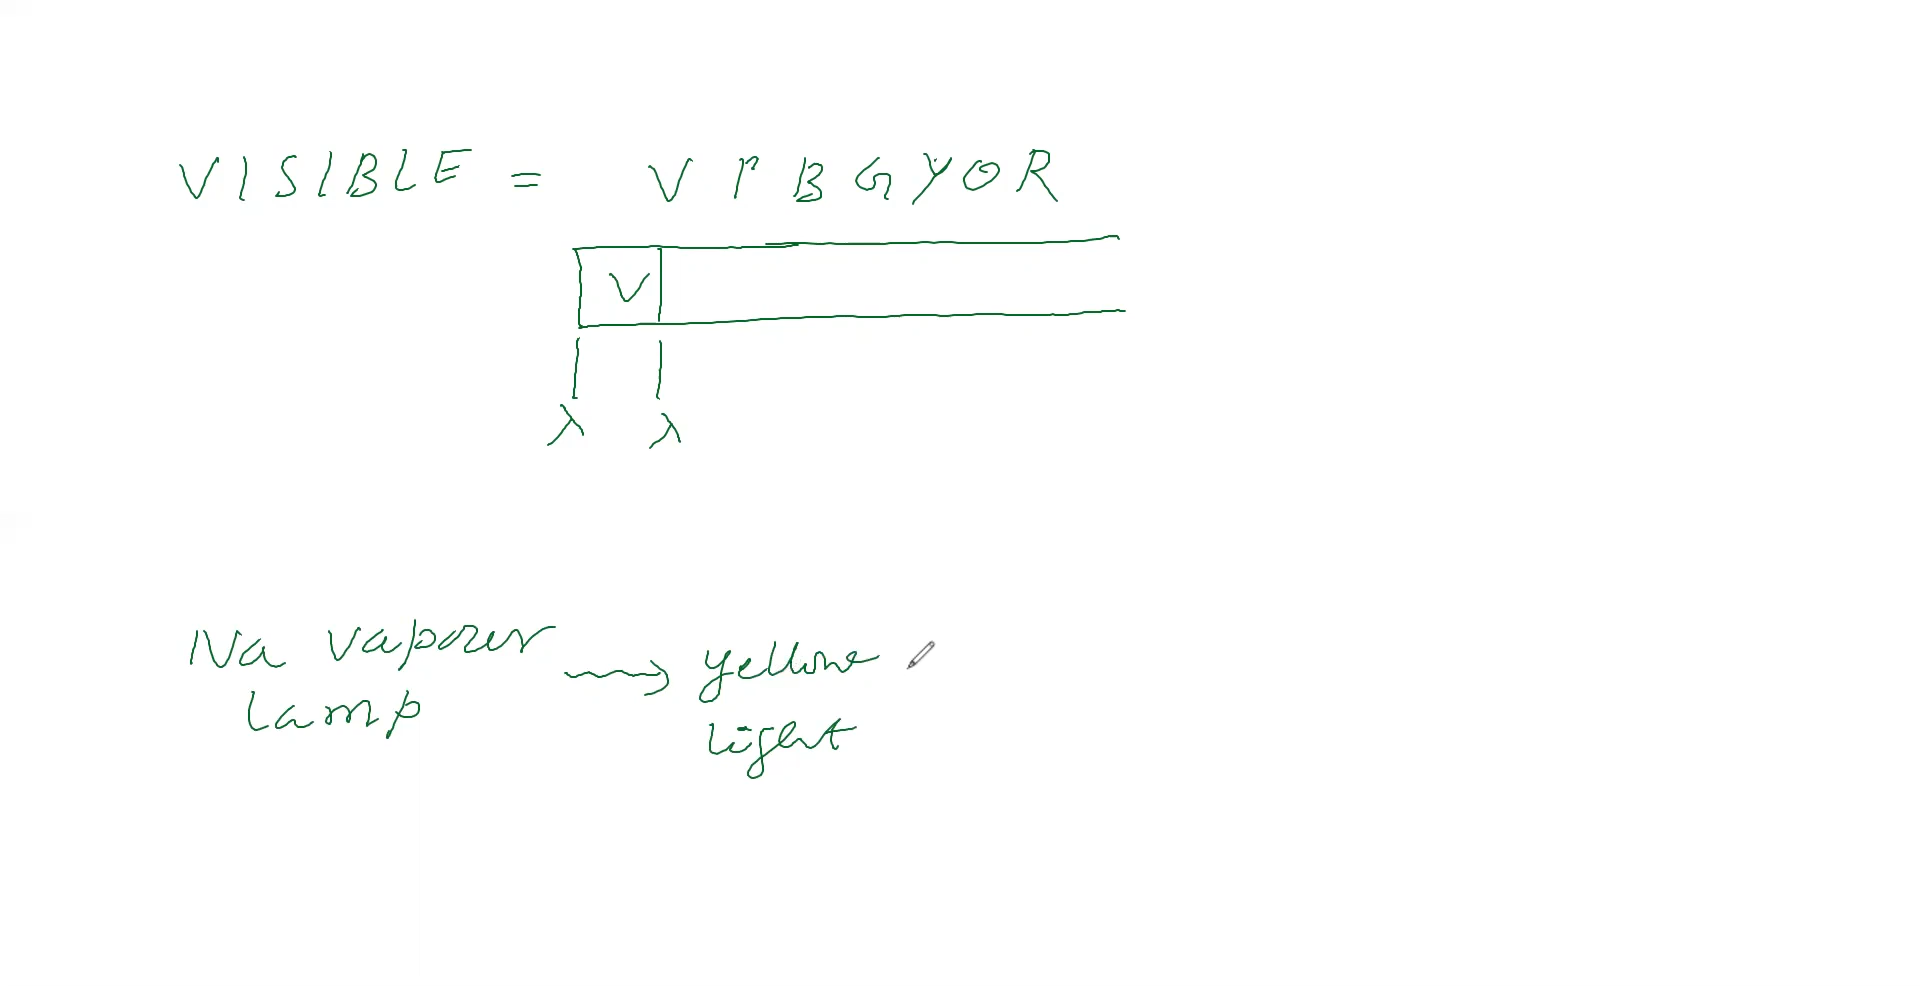 VISIBLE = V I B G Y O R
V
λ λ
Na vapour → yellow
lamp light